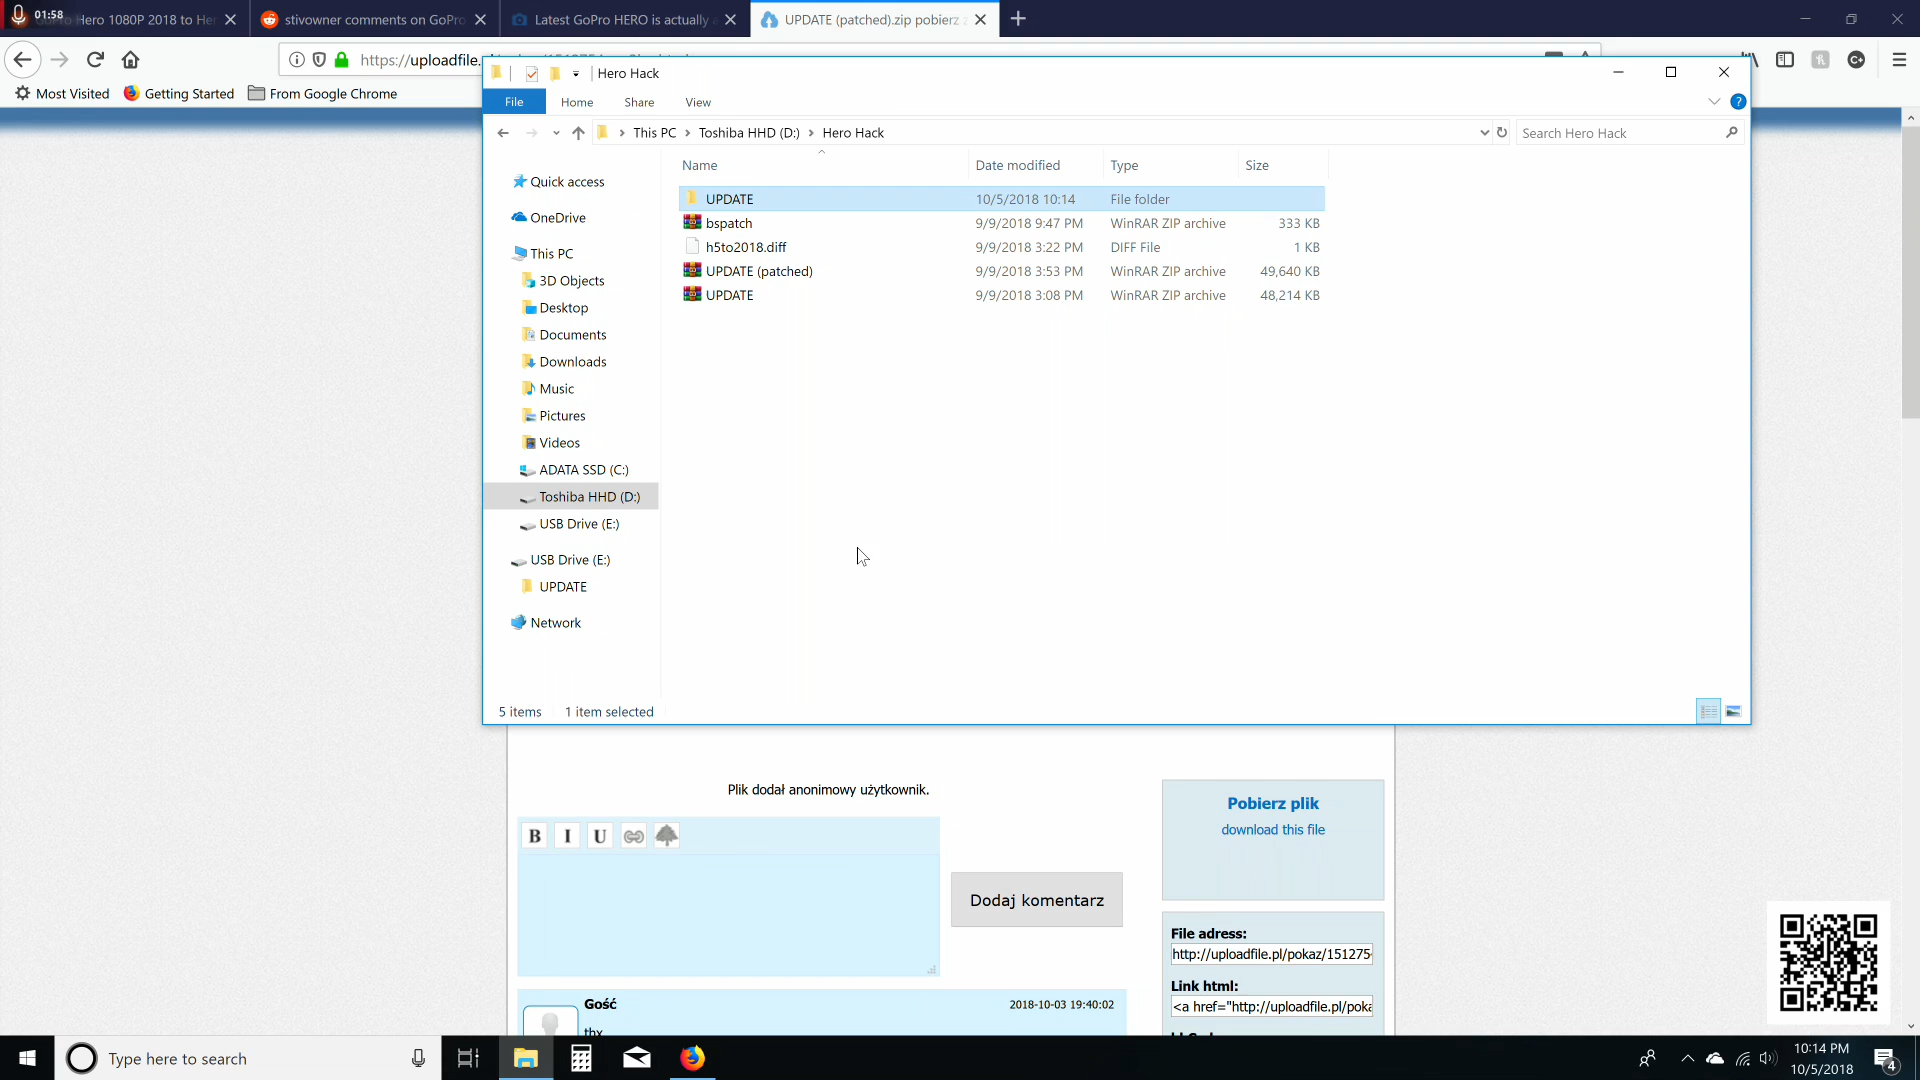 01:58
Hero 1080P 2018 to Her
stivowner comments on GoPro
Latest GoPro HERO is actually
UPDATE (patched).zip pobierz
https://uploadfile.
Most Visited
Getting Started
From Google Chrome
Hero Hack
File
Home
Share
View
This PC > Toshiba HHD (D:) > Hero Hack
Search Hero Hack
Name
Date modified
Type
Size
Quick access
OneDrive
This PC
3D Objects
Desktop
Documents
Downloads
Music
Pictures
Videos
ADATA SSD (C:)
Toshiba HHD (D:)
USB Drive (E:)
USB Drive (E:)
UPDATE
Network
UPDATE 10/5/2018 10:14 File folder
bspatch 9/9/2018 9:47 PM WinRAR ZIP archive 333 KB
h5to2018.diff 9/9/2018 3:22 PM DIFF File 1 KB
UPDATE (patched) 9/9/2018 3:53 PM WinRAR ZIP archive 49,640 KB
UPDATE 9/9/2018 3:08 PM WinRAR ZIP archive 48,214 KB
5 items
1 item selected
Plik dodał anonimowy użytkownik.
B I U
Dodaj komentarz
Gość
2018-10-03 19:40:02
thx
Pobierz plik
download this file
File adress:
http://uploadfile.pl/pokaz/151275
Link html:
<a href="http://uploadfile.pl/poka
Type here to search
10:14 PM
10/5/2018
4